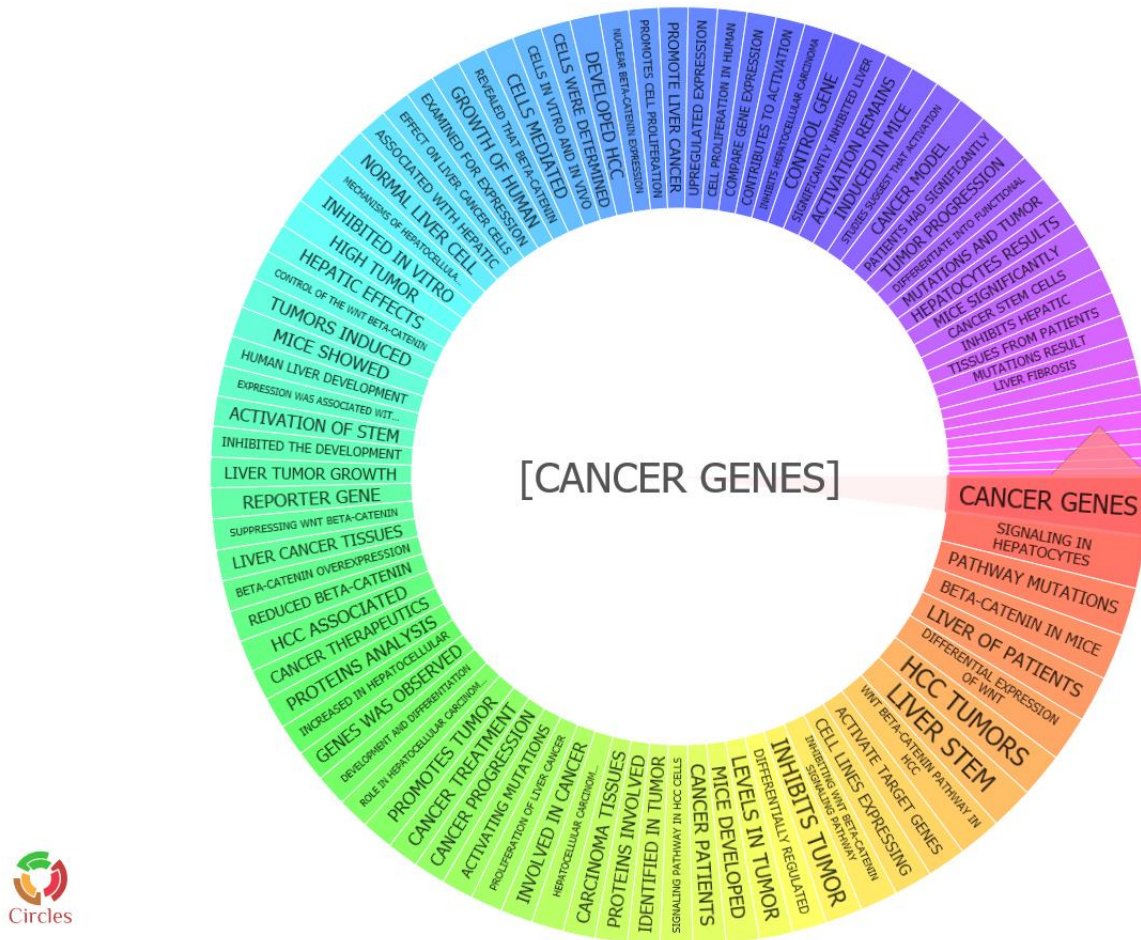 [CANCER GENES]
CANCER GENES
SIGNALING IN
HEPATOCYTES
PATHWAY MUTATIONS
BETA-CATENIN IN MICE
LIVER OF PATIENTS
DIFFERENTIAL EXPRESSION
OF WNT
HCC TUMORS
LIVER STEM
WNT BETA-CATENIN PATHWAY IN
HCC
ACTIVATE TARGET GENES
CELL LINES EXPRESSING
INHIBITING WNT BETA-CATENIN
SIGNALING PATHWAY
INHIBITS TUMOR
DIFFERENTIALLY REGULATED
LEVELS IN TUMOR
MICE DEVELOPED
CANCER PATIENTS
SIGNALING PATHWAY IN HCC CELLS
IDENTIFIED IN TUMOR
PROTEINS INVOLVED
CARCINOMA TISSUES
HEPATOCELLULAR CARCINOM...
INVOLVED IN CANCER
PROLIFERATION OF LIVER CANCER
ACTIVATING MUTATIONS
CANCER PROGRESSION
CANCER TREATMENT
PROMOTES TUMOR
ROLE IN HEPATOCELLULAR CARCINOM...
DEVELOPMENT AND DIFFERENTIATION
GENES WAS OBSERVED
INCREASED IN HEPATOCELLULAR
PROTEINS ANALYSIS
CANCER THERAPEUTICS
HCC ASSOCIATED
REDUCED BETA-CATENIN
BETA-CATENIN OVEREXPRESSION
LIVER CANCER TISSUES
SUPPRESSING WNT BETA-CATENIN
REPORTER GENE
LIVER TUMOR GROWTH
INHIBITED THE DEVELOPMENT
ACTIVATION OF STEM
EXPRESSION WAS ASSOCIATED WIT...
HUMAN LIVER DEVELOPMENT
MICE SHOWED
TUMORS INDUCED
CONTROL OF THE WNT BETA-CATENIN
HEPATIC EFFECTS
HIGH TUMOR
INHIBITED IN VITRO
MECHANISMS OF HEPATOCELLULA...
NORMAL LIVER CELL
ASSOCIATED WITH HEPATIC
EFFECT ON LIVER CANCER CELLS
EXAMINED FOR EXPRESSION
GROWTH OF HUMAN
REVEALED THAT BETA-CATENIN
CELLS MEDIATED
CELLS IN VITRO AND IN VIVO
CELLS WERE DETERMINED
DEVELOPED HCC
NUCLEAR BETA-CATENIN EXPRESSION
PROMOTES CELL PROLIFERATION
PROMOTE LIVER CANCER
UPREGULATED EXPRESSION
CELL PROLIFERATION IN HUMAN
COMPARE GENE EXPRESSION
CONTRIBUTES TO ACTIVATION
INHIBITS HEPATOCELLULAR CARCINOMA
CONTROL GENE
SIGNIFICANTLY INHIBITED LIVER
ACTIVATION REMAINS
INDUCED IN MICE
STUDIES SUGGEST THAT ACTIVATION
CANCER MODEL
PATIENTS HAD SIGNIFICANTLY
TUMOR PROGRESSION
DIFFERENTIATE INTO FUNCTIONAL
MUTATIONS AND TUMOR
HEPATOCYTES RESULTS
MICE SIGNIFICANTLY
CANCER STEM CELLS
INHIBITS HEPATIC
TISSUES FROM PATIENTS
MUTATIONS RESULT
LIVER FIBROSIS
Circles